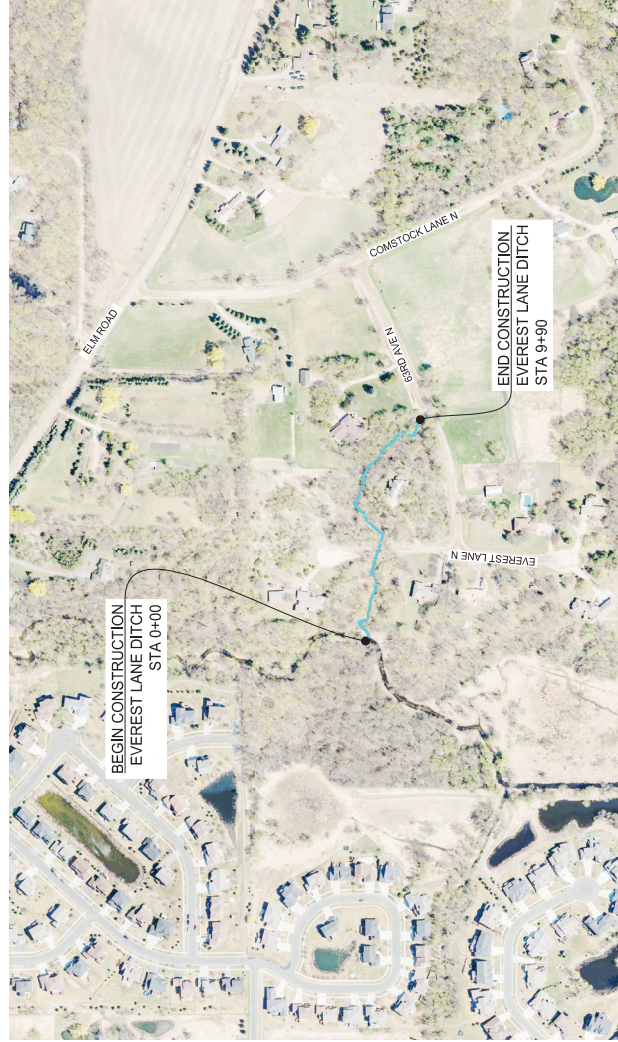 ELM ROAD
COMSTOCK LANE N
63RD AVE N
END CONSTRUCTION
EVEREST LANE DITCH
STA 9+90
EVEREST LANE N
BEGIN CONSTRUCTION
EVEREST LANE DITCH
STA 0+00